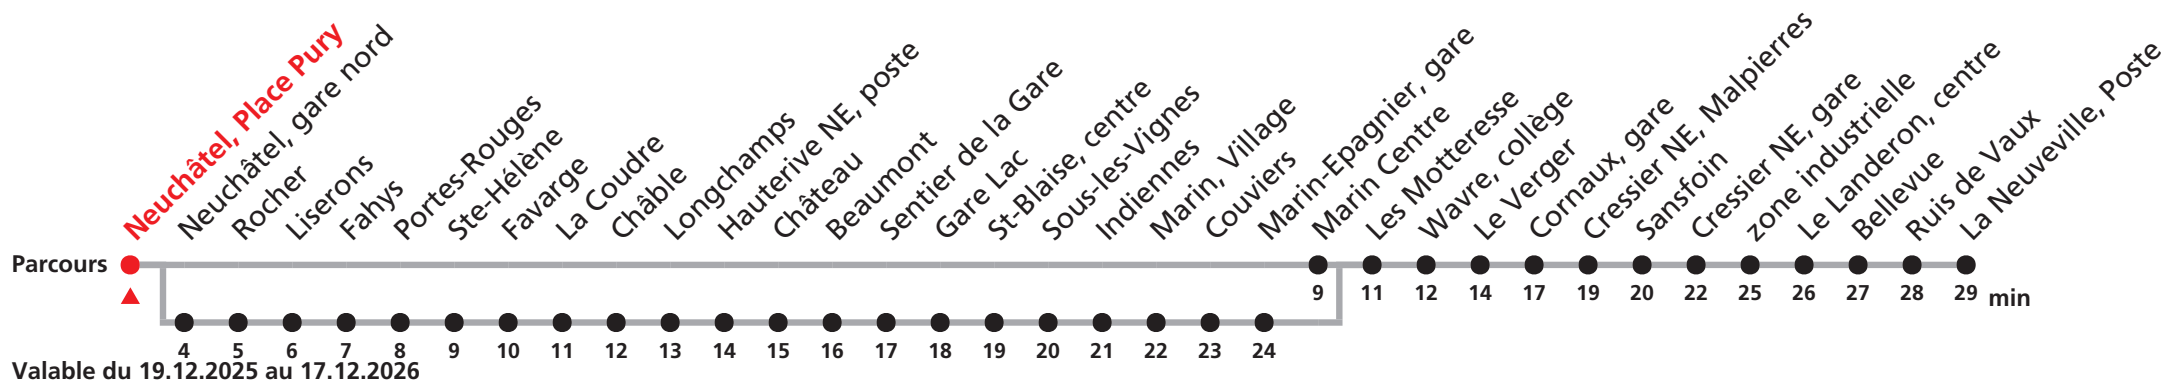 Neuchâtel, Place Pury
Neuchâtel, gare nord
Rocher
Liserons
Fahys
Portes-Rouges
Ste-Hélène
Favarge
La Coudre
Châble
Longchamps
Hauterive NE, poste
Château
Beaumont
Sentier de la Gare
Gare Lac
St-Blaise, centre
Sous-les-Vignes
Indiennes
Marin, Village
Couviers
Marin-Epagnier, gare
Marin Centre
Les Motteresse
Wavre, collège
Le Verger
Cornaux, gare
Cressier NE, Malpierres
Sansfoin
Cressier NE, gare
zone industrielle
Le Landeron, centre
Bellevue
Ruis de Vaux
La Neuveville, Poste
Parcours
9 11 12 14 17 19 20 22 25 26 27 28 29 min
4 5 6 7 8 9 10 11 12 13 14 15 16 17 18 19 20 21 22 23 24
Valable du 19.12.2025 au 17.12.2026